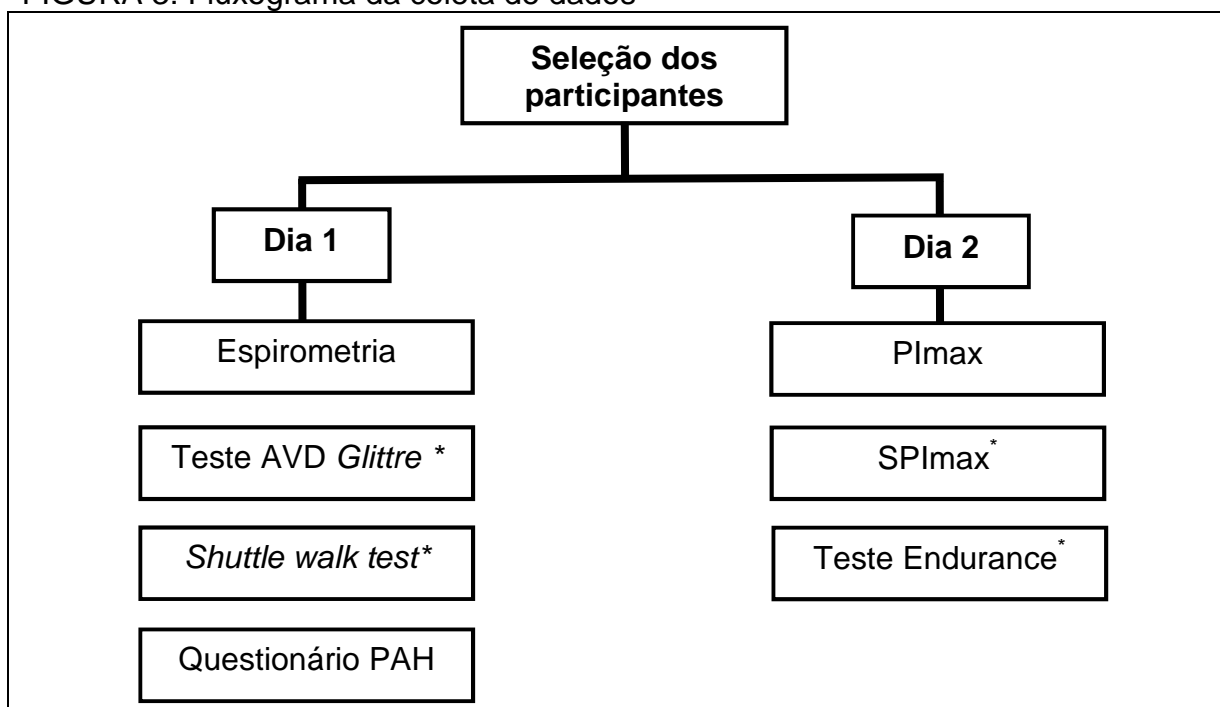 Seleção dos
participantes
Dia 1
Espirometria
Teste AVD Glittre *
Shuttle walk test*
Questionário PAH
Dia 2
PImax
SPImax*
Teste Endurance*